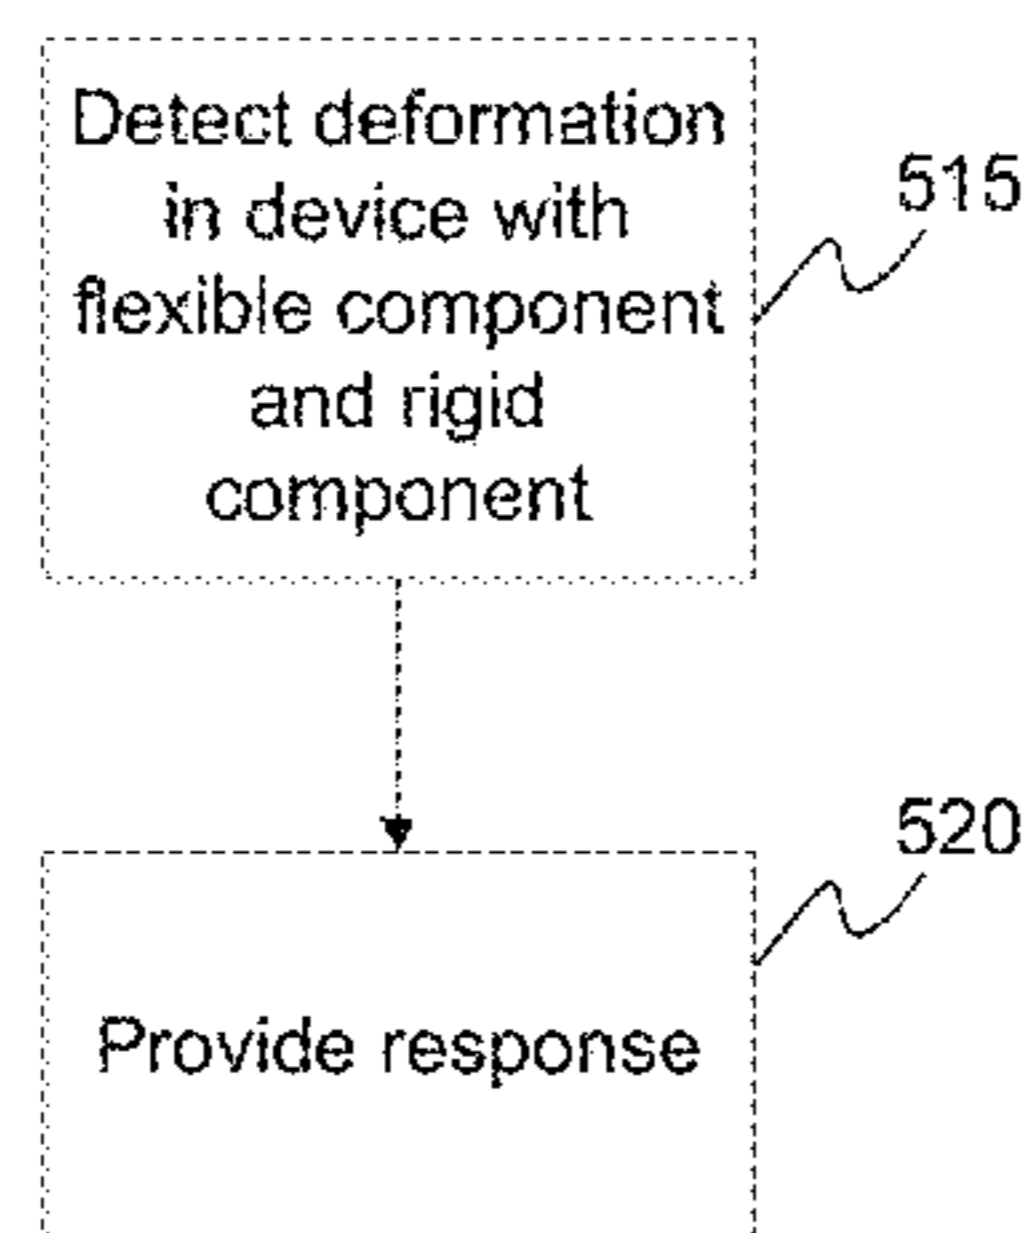 Detect deformation
in device with
flexible component
and rigid
component
515
520
Provide response